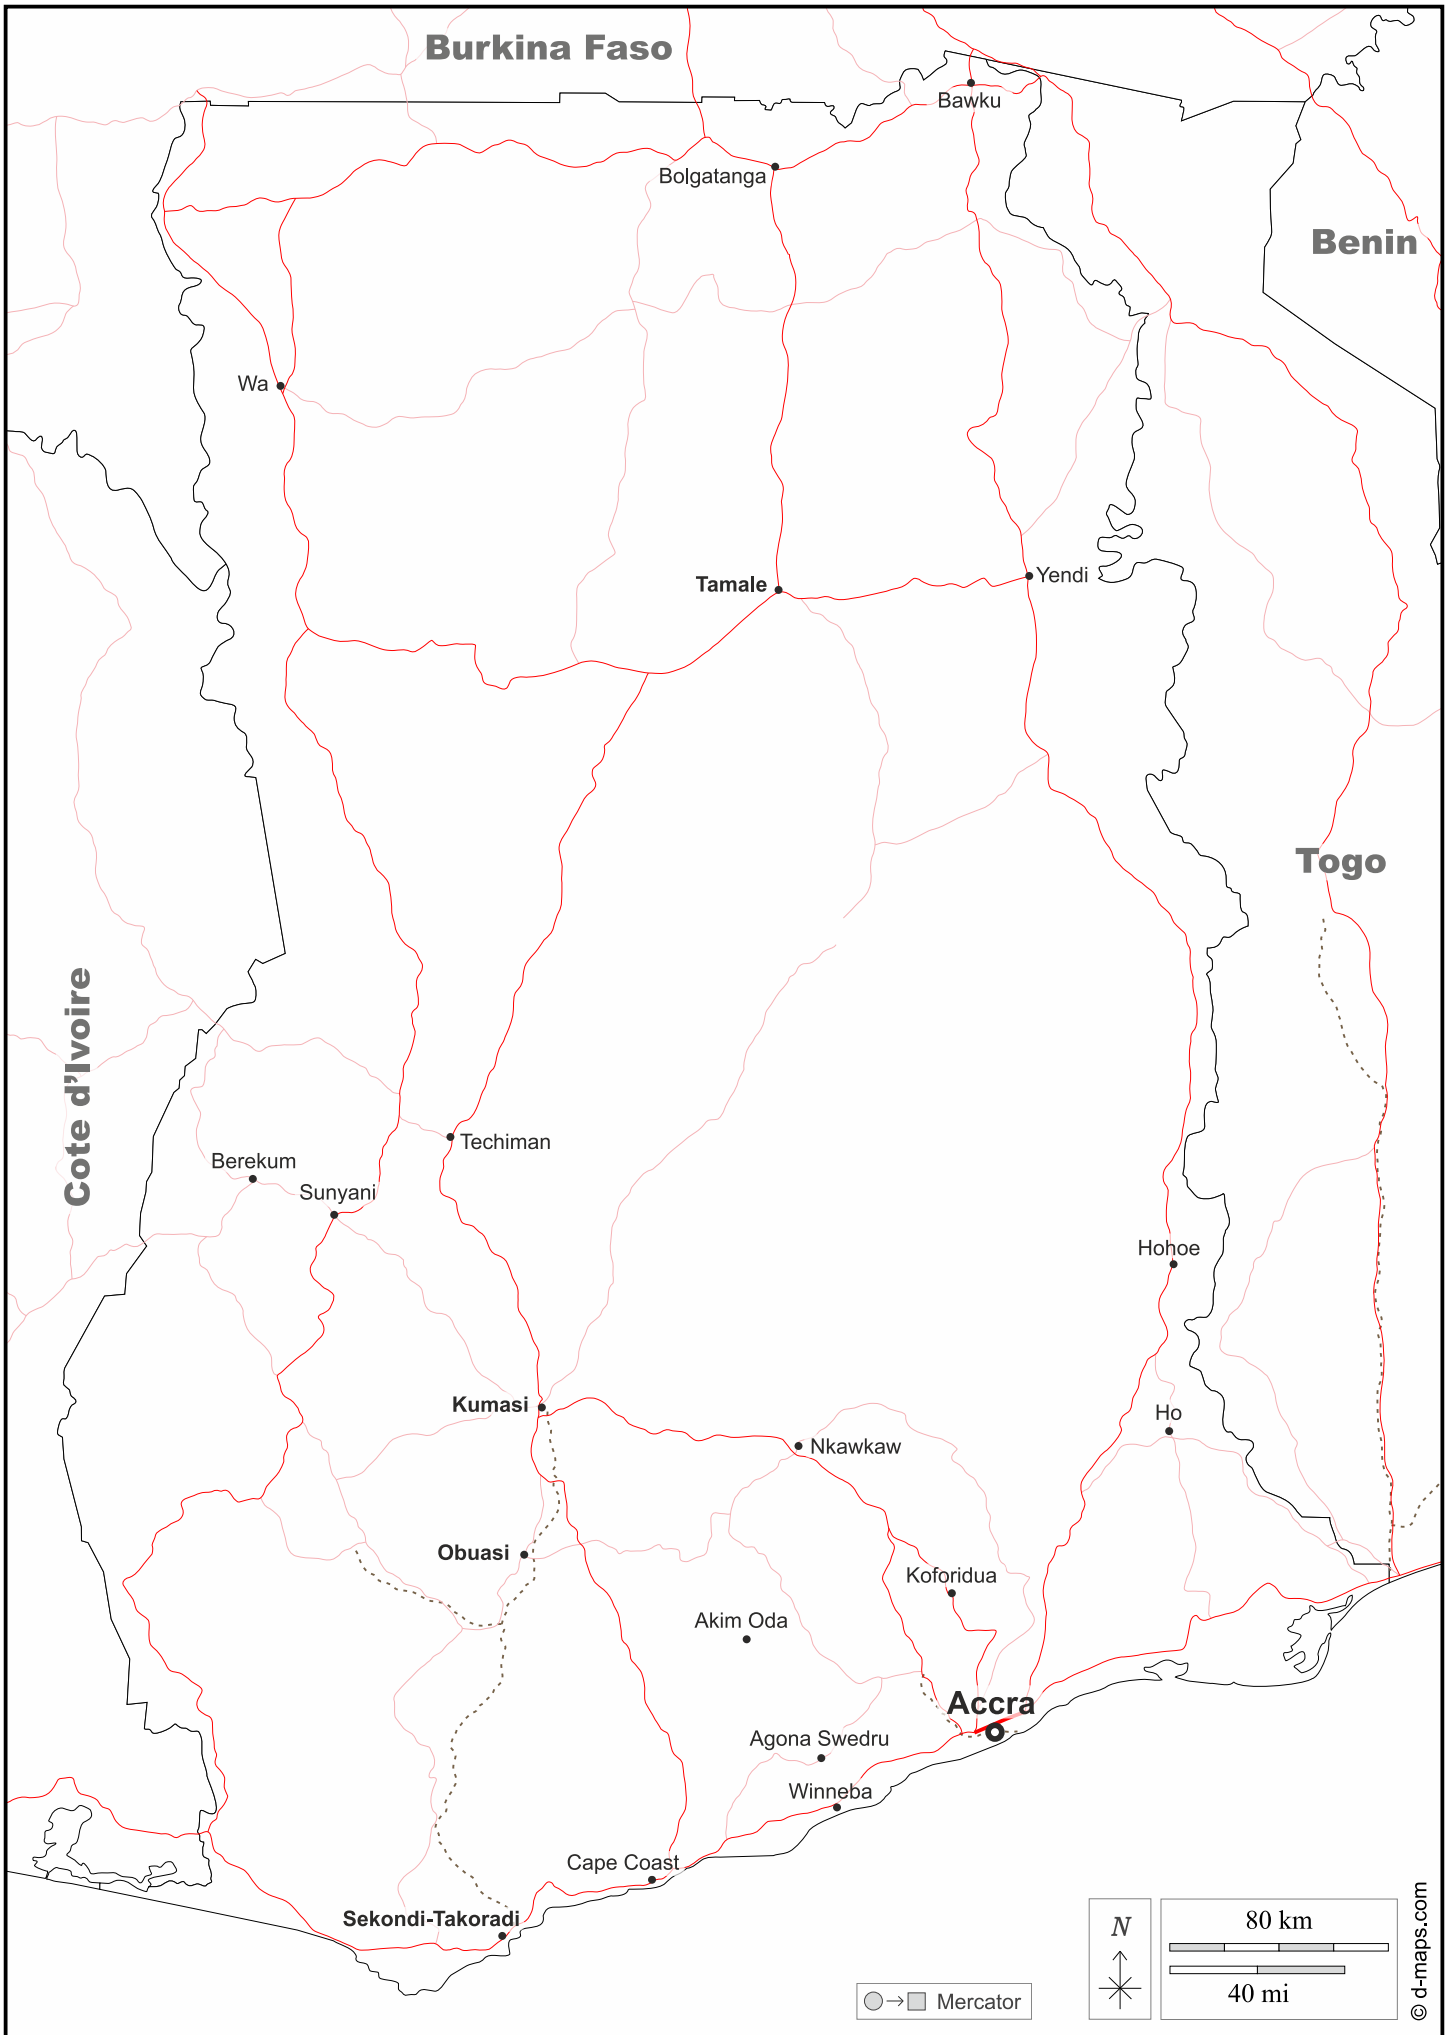 Burkina Faso
Bawku
Bolgatanga
Benin
Wa
Tamale
Yendi
Togo
Cote d'Ivoire
Techiman
Berekum
Sunyani
Hohoe
Kumasi
Ho
Nkawkaw
Obuasi
Koforidua
Akim Oda
Accra
Agona Swedru
Winneba
Cape Coast
Sekondi-Takoradi
N
80 km
40 mi
Mercator
© d-maps.com